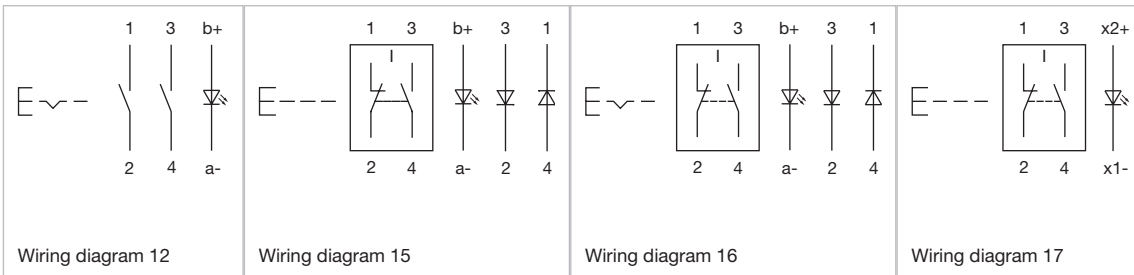 1 3 b+
2 4 a-
Wiring diagram 12
1 3 b+ 3 1
I
2 4 a- 2 4
Wiring diagram 15
1 3 b+ 3 1
I
2 4 a- 2 4
Wiring diagram 16
1 3 x2+
I
2 4 x1-
Wiring diagram 17